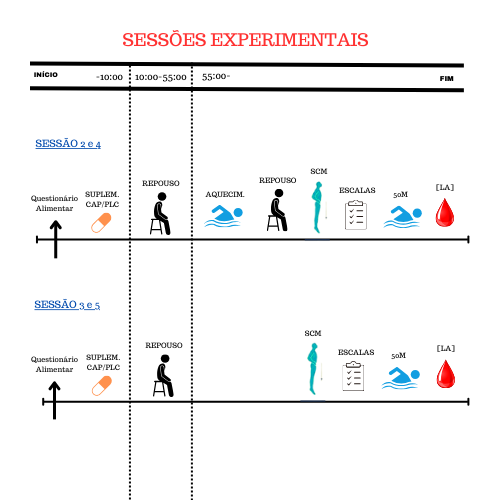 SESSÕES EXPERIMENTAIS
INÍCIO -10:00 10:00-55:00 55:00- FIM
SESSÃO 2 e 4
Questionário
Alimentar
SUPLEM.
CAP/PLC
REPOUSO
AQUECIM.
REPOUSO
SCM
ESCALAS
50M
[LA]
SESSÃO 3 e 5
Questionário
Alimentar
SUPLEM.
CAP/PLC
REPOUSO
SCM
ESCALAS
50M
[LA]